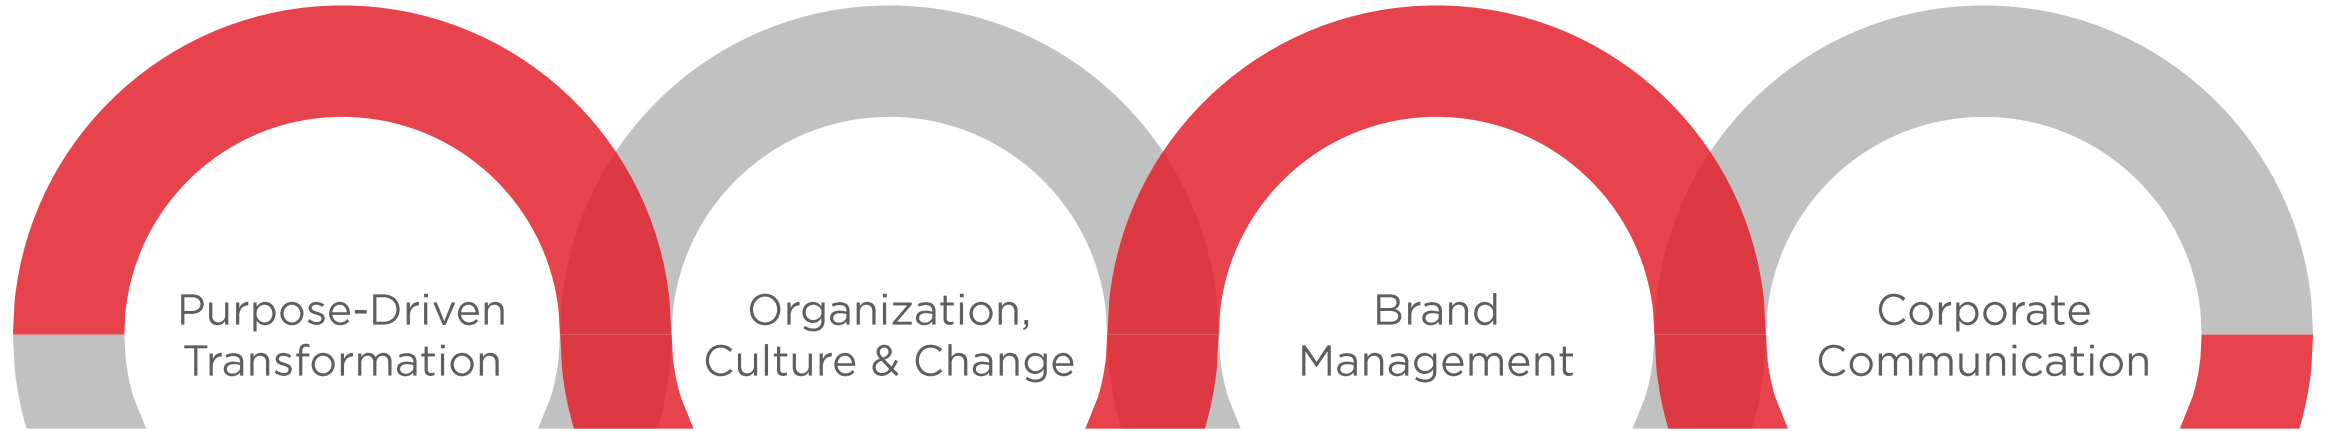 Purpose-Driven
Transformation
Organization,
Culture & Change
Brand
Management
Corporate
Communication